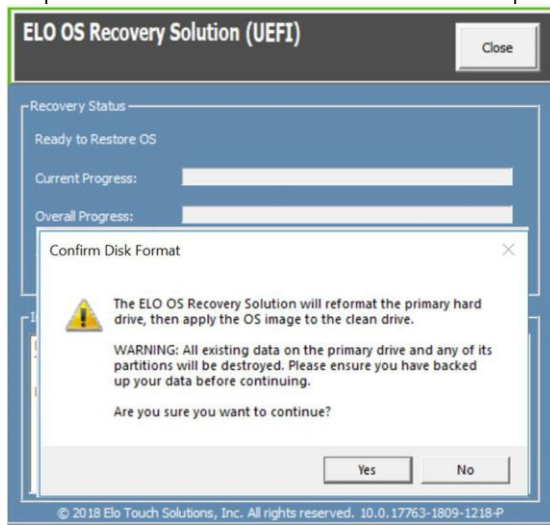 ELO OS Recovery Solution (UEFI)
Close
Recovery Status
Ready to Restore OS
Current Progress:
Overall Progress:
Confirm Disk Format
The ELO OS Recovery Solution will reformat the primary hard
drive, then apply the OS image to the clean drive.
WARNING: All existing data on the primary drive and any of its
partitions will be destroyed. Please ensure you have backed
up your data before continuing.
Are you sure you want to continue?
Yes
No
© 2018 Elo Touch Solutions, Inc. All rights reserved. 10.0.17763-1809-1218-P